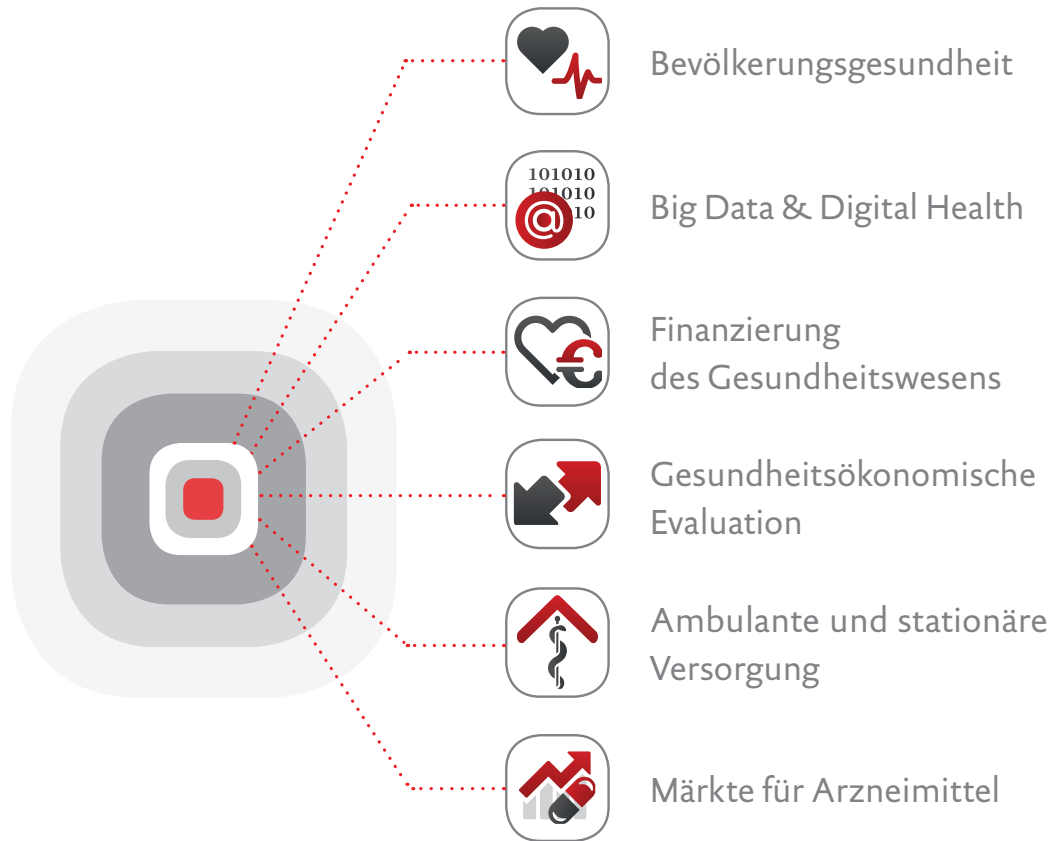 Bevölkerungsgesundheit
101010
101010
10
@
Big Data & Digital Health
€
Finanzierung
des Gesundheitswesens
Gesundheitsökonomische
Evaluation
Ambulante und stationäre
Versorgung
Märkte für Arzneimittel